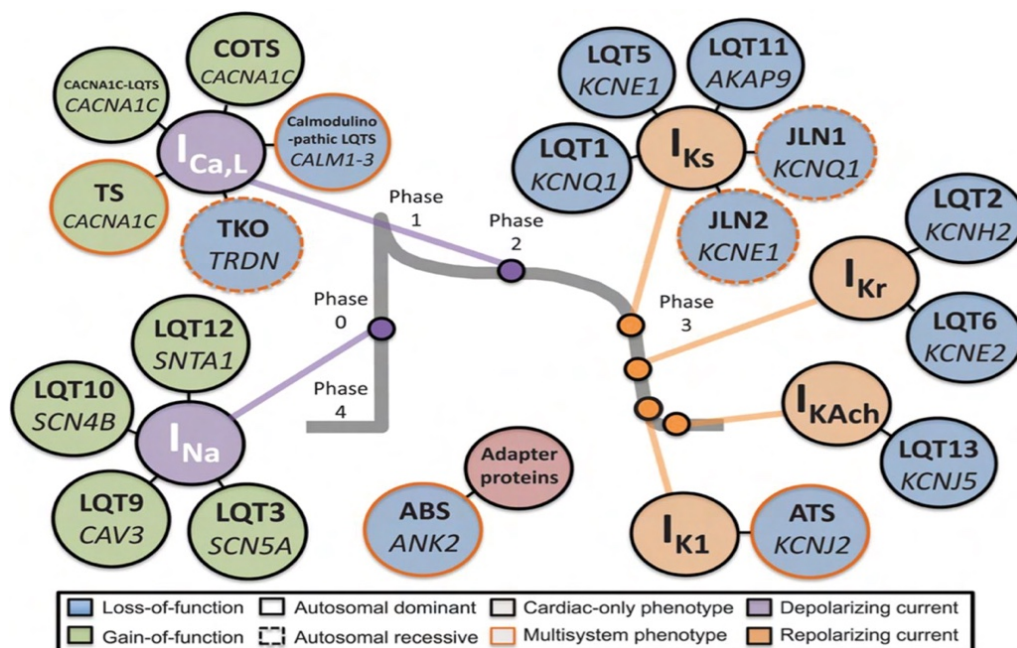 COTS
CACNA1C
CACNA1C-LQTS
CACNA1C
I Ca,L
Calmodulino
-pathic LQTS
CALM1-3
TS
CACNA1C
TKO
TRDN
LQT5
KCNE1
LQT11
AKAP9
LQT1
KCNQ1
I Ks
JLN1
KCNQ1
JLN2
KCNE1
LQT2
KCNH2
I Kr
LQT6
KCNE2
Phase
1
Phase
2
Phase
0
Phase
3
Phase
4
LQT12
SNTA1
LQT10
SCN4B
I Na
LQT9
CAV3
LQT3
SCN5A
Adapter
proteins
ABS
ANK2
I KAch
LQT13
KCNJ5
I K1
ATS
KCNJ2
Loss-of-function
Autosomal dominant
Cardiac-only phenotype
Depolarizing current
Gain-of-function
Autosomal recessive
Multisystem phenotype
Repolarizing current